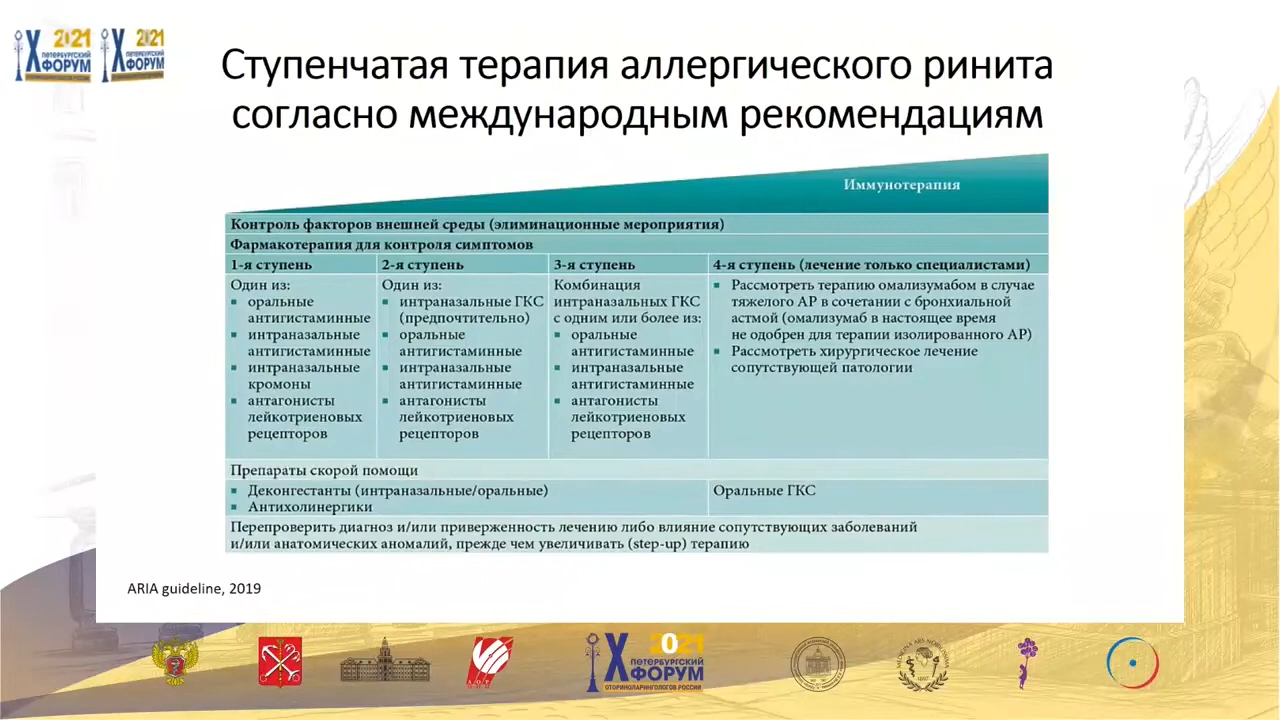 X 2021
ПЕТЕРБУРГСКИЙ
ФОРУМ
X 2021
ПЕТЕРБУРГСКИЙ
ФОРУМ
Ступенчатая терапия аллергического ринита
согласно международным рекомендациям
Иммунотерапия
Контроль факторов внешней среды (элиминационные мероприятия)
Фармакотерапия для контроля симптомов
1-я ступень
Один из:
▪ оральные
антигистаминные
▪ интраназальные
антигистаминные
▪ интраназальные
кромоны
▪ антагонисты
лейкотриеновых
рецепторов
2-я ступень
Один из:
▪ интраназальные ГКС
(предпочтительно)
▪ оральные
антигистаминные
▪ интраназальные
антигистаминные
▪ антагонисты
лейкотриеновых
рецепторов
3-я ступень
Комбинация
интраназальных ГКС
с одним или более из:
▪ оральные
антигистаминные
▪ интраназальные
антигистаминные
▪ антагонисты
лейкотриеновых
рецепторов
4-я ступень (лечение только специалистами)
▪ Рассмотреть терапию омализумабом в случае
тяжелого АР в сочетании с бронхиальной
астмой (омализумаб в настоящее время
не одобрен для терапии изолированного АР)
▪ Рассмотреть хирургическое лечение
сопутствующей патологии
Препараты скорой помощи
▪ Деконгестанты (интраназальные/оральные)
▪ Антихолинергики
Оральные ГКС
Перепроверить диагноз и/или приверженность лечению либо влияние сопутствующих заболеваний
и/или анатомических аномалий, прежде чем увеличивать (step-up) терапию
ARIA guideline, 2019
X 2021
ПЕТЕРБУРГСКИЙ
ФОРУМ
ОТОРИНОЛАРИНГОЛОГОВ РОССИИ